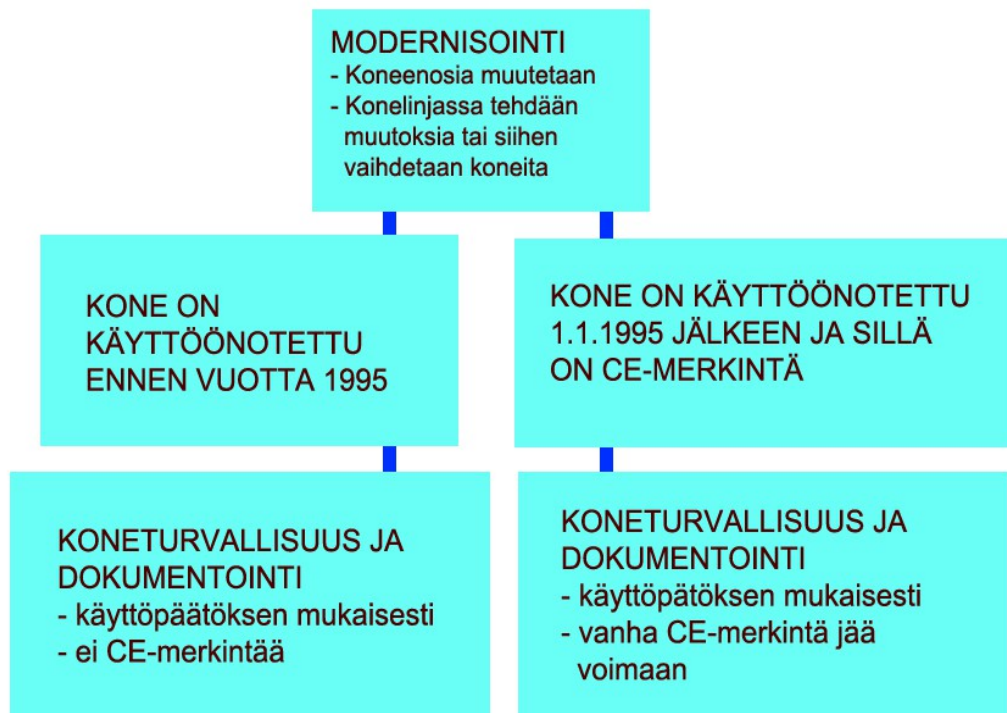 MODERNISOINTI
- Koneenosia muutetaan
- Konelinjassa tehdään
muutoksia tai siihen
vaihdetaan koneita
KONE ON
KÄYTTÖÖNOTETTU
ENNEN VUOTTA 1995
KONE ON KÄYTTÖÖNOTETTU
1.1.1995 JÄLKEEN JA SILLÄ
ON CE-MERKINTÄ
KONETURVALLISUUS JA
DOKUMENTOINTI
- käyttöpäätöksen mukaisesti
- ei CE-merkintää
KONETURVALLISUUS JA
DOKUMENTOINTI
- käyttöpätöksen mukaisesti
- vanha CE-merkintä jää
voimaan